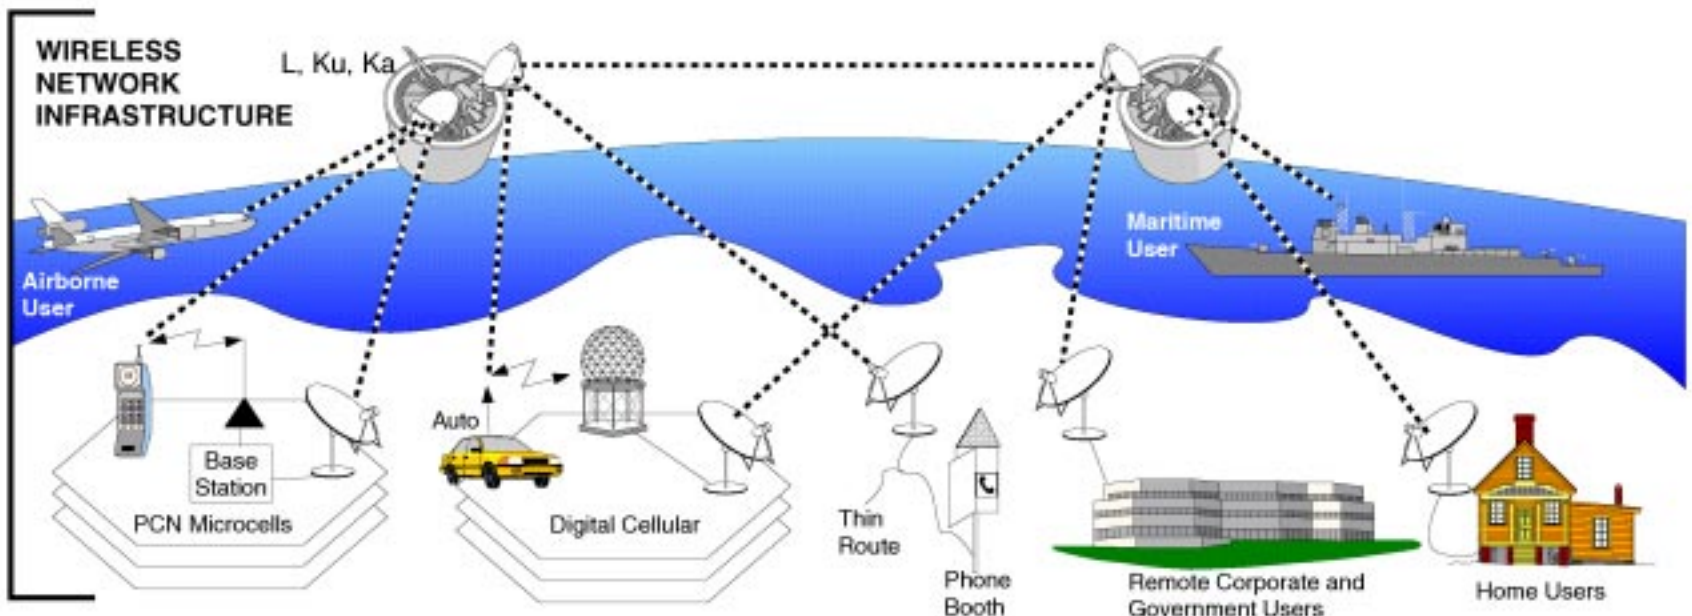 WIRELESS
NETWORK
INFRASTRUCTURE
L, Ku, Ka
Airborne
User
Maritime
User
Auto
Base
Station
PCN Microcells
Digital Cellular
Thin
Route
Phone
Booth
Remote Corporate and
Government Users
Home Users